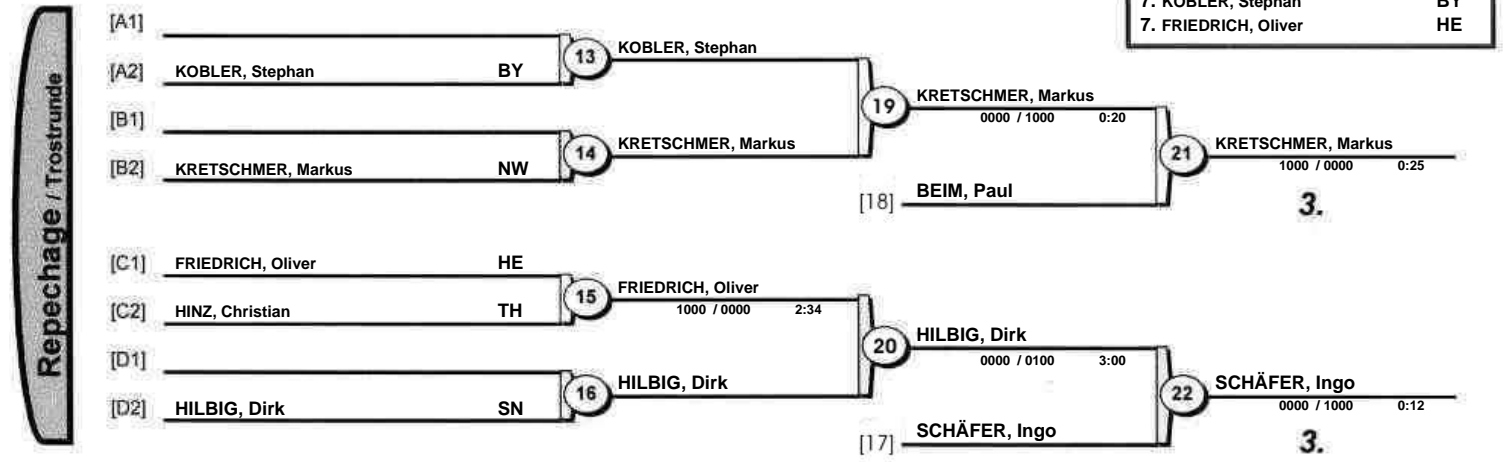 7. KOBLER, Stephan BY
7. FRIEDRICH, Oliver HE
Repechage / Trostrunde
[A1]
[A2] KOBLER, Stephan BY
13 KOBLER, Stephan
[B1]
[B2] KRETSCHMER, Markus NW
14 KRETSCHMER, Markus
19 KRETSCHMER, Markus
0000 / 1000 0:20
[18] BEIM, Paul
21 KRETSCHMER, Markus
1000 / 0000 0:25
3.
[C1] FRIEDRICH, Oliver HE
[C2] HINZ, Christian TH
15 FRIEDRICH, Oliver
1000 / 0000 2:34
[D1]
[D2] HILBIG, Dirk SN
16 HILBIG, Dirk
20 HILBIG, Dirk
0000 / 0100 3:00
[17] SCHÄFER, Ingo
22 SCHÄFER, Ingo
0000 / 1000 0:12
3.